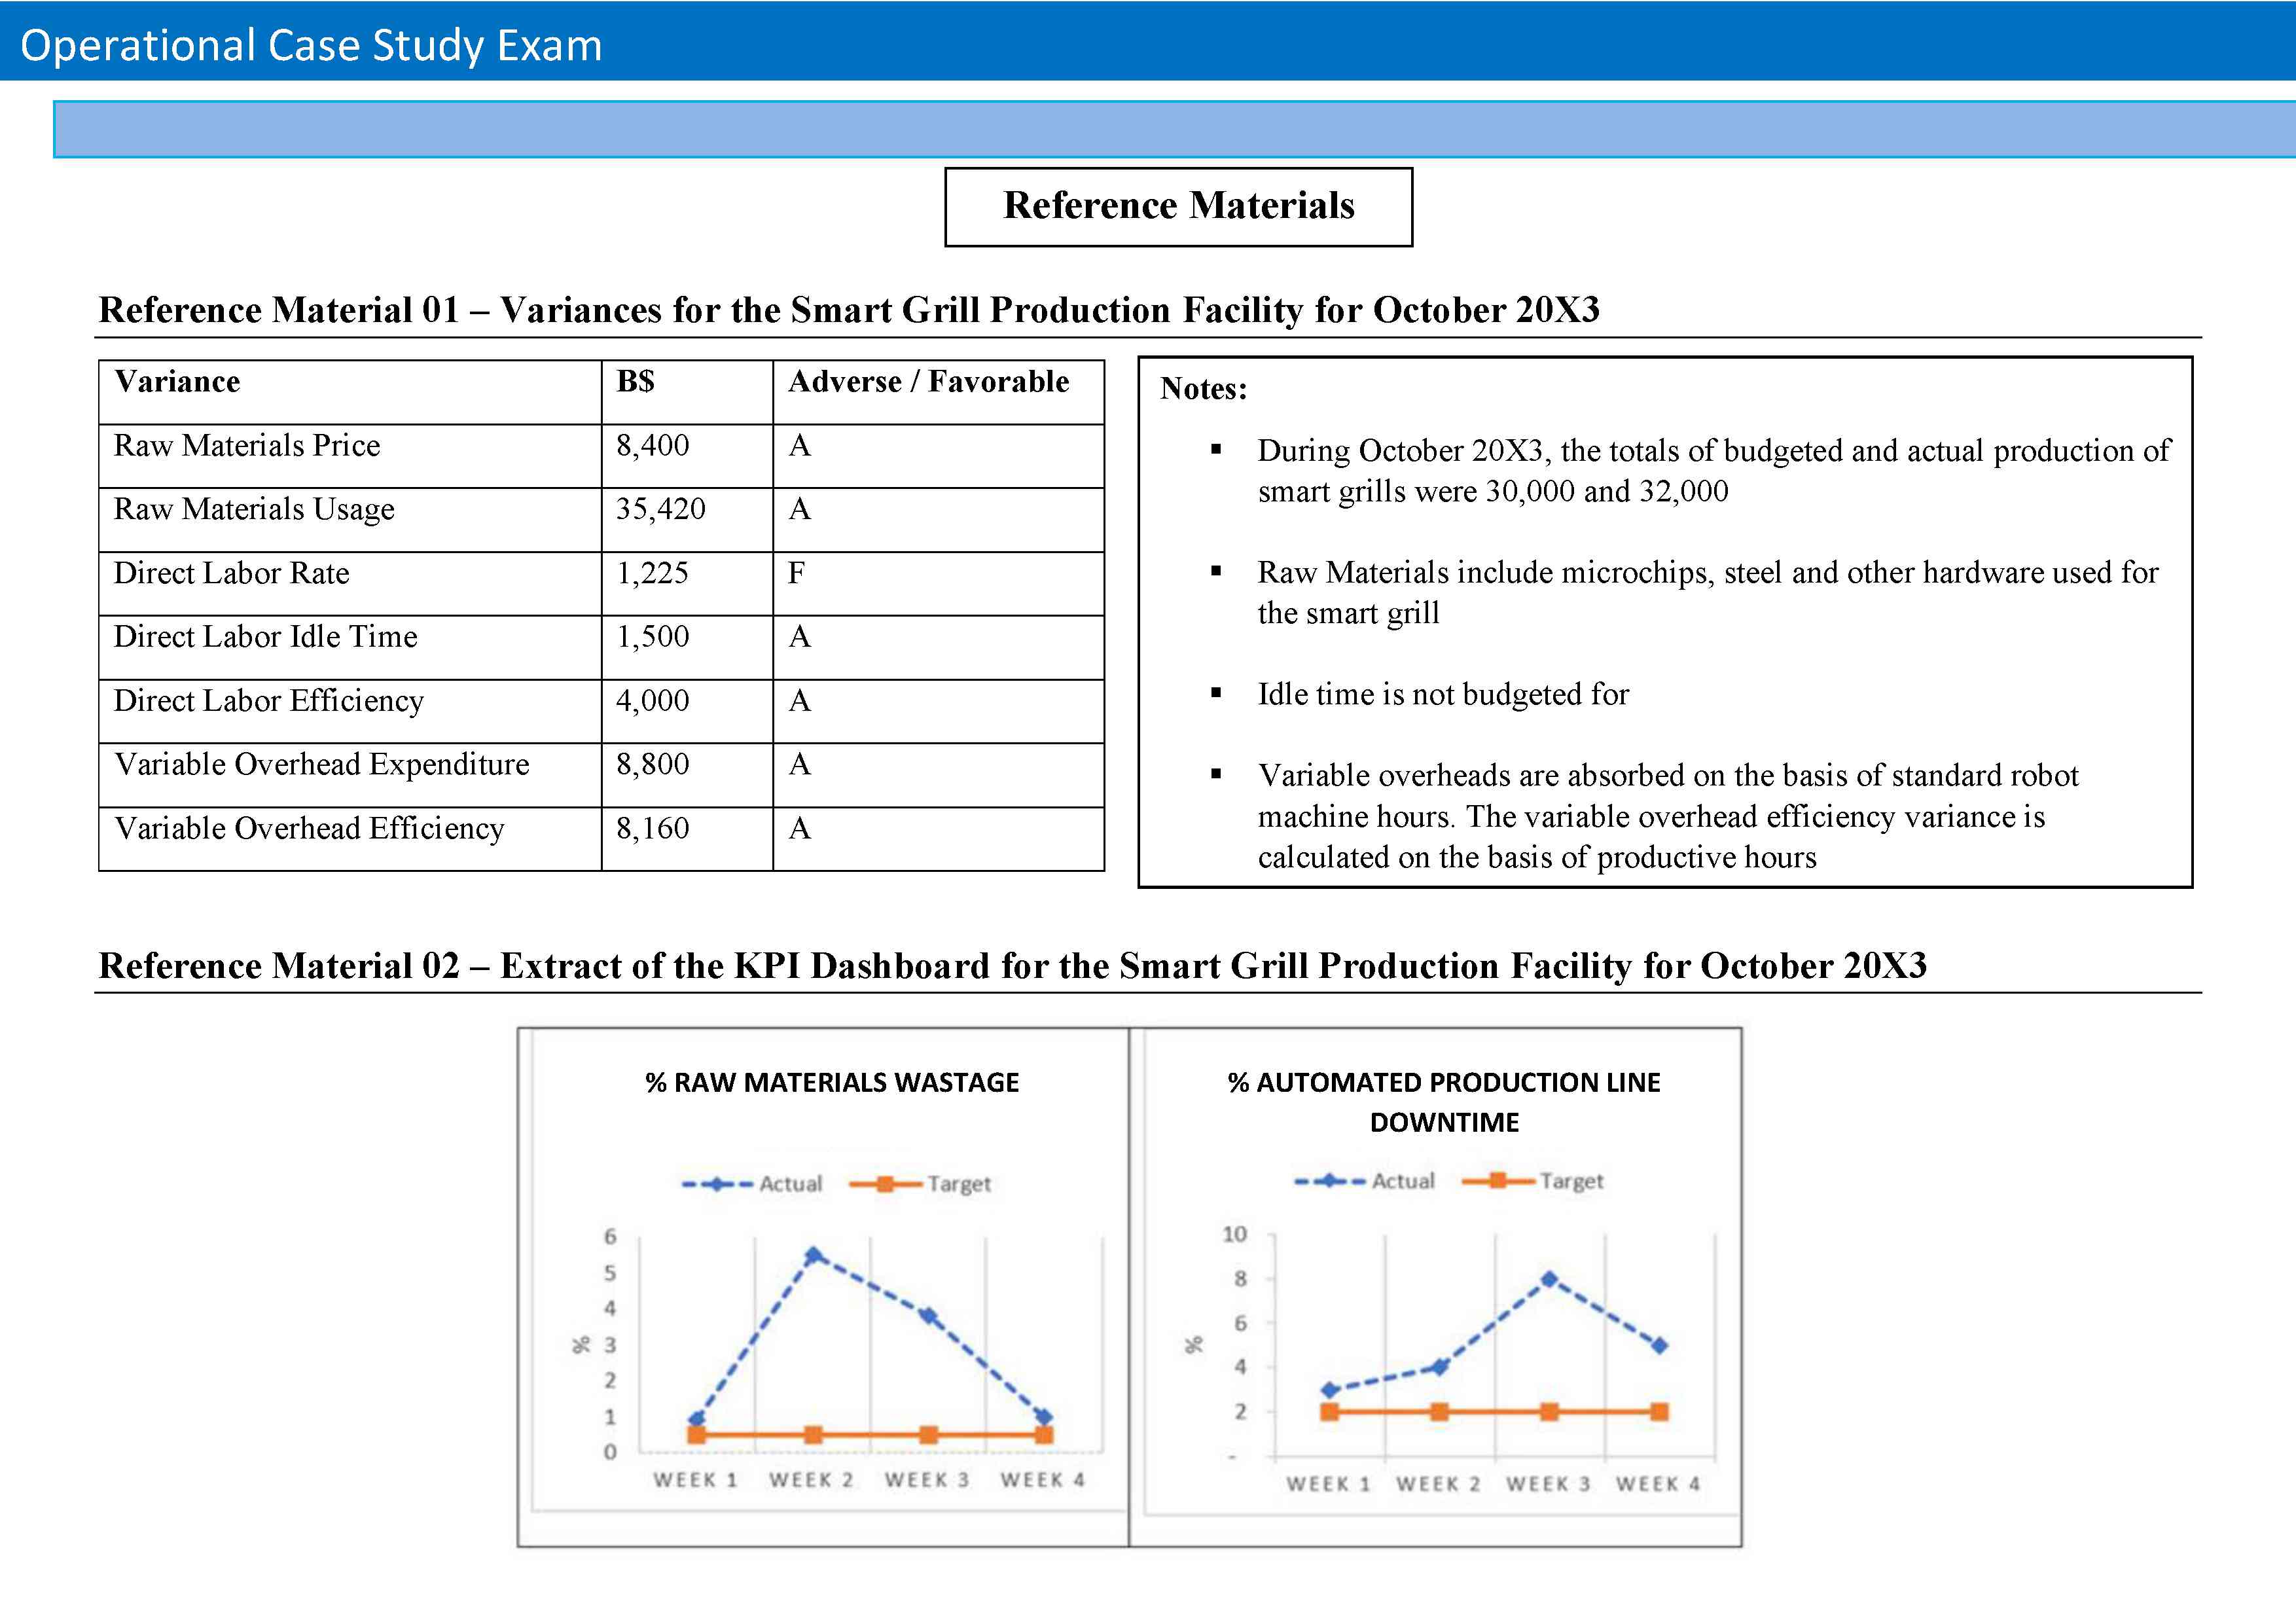 Operational Case Study Exam
Reference Materials
Reference Material 01 – Variances for the Smart Grill Production Facility for October 20X3
Variance B$ Adverse / Favorable
Raw Materials Price 8,400 A
Raw Materials Usage 35,420 A
Direct Labor Rate 1,225 F
Direct Labor Idle Time 1,500 A
Direct Labor Efficiency 4,000 A
Variable Overhead Expenditure 8,800 A
Variable Overhead Efficiency 8,160 A
Notes:
▪ During October 20X3, the totals of budgeted and actual production of
smart grills were 30,000 and 32,000
▪ Raw Materials include microchips, steel and other hardware used for
the smart grill
▪ Idle time is not budgeted for
▪ Variable overheads are absorbed on the basis of standard robot
machine hours. The variable overhead efficiency variance is
calculated on the basis of productive hours
Reference Material 02 – Extract of the KPI Dashboard for the Smart Grill Production Facility for October 20X3
% RAW MATERIALS WASTAGE
Actual Target
6
5
4
3
2
1
0
%
WEEK 1 WEEK 2 WEEK 3 WEEK 4
% AUTOMATED PRODUCTION LINE
DOWNTIME
Actual Target
10
8
6
4
2
-
%
WEEK 1 WEEK 2 WEEK 3 WEEK 4